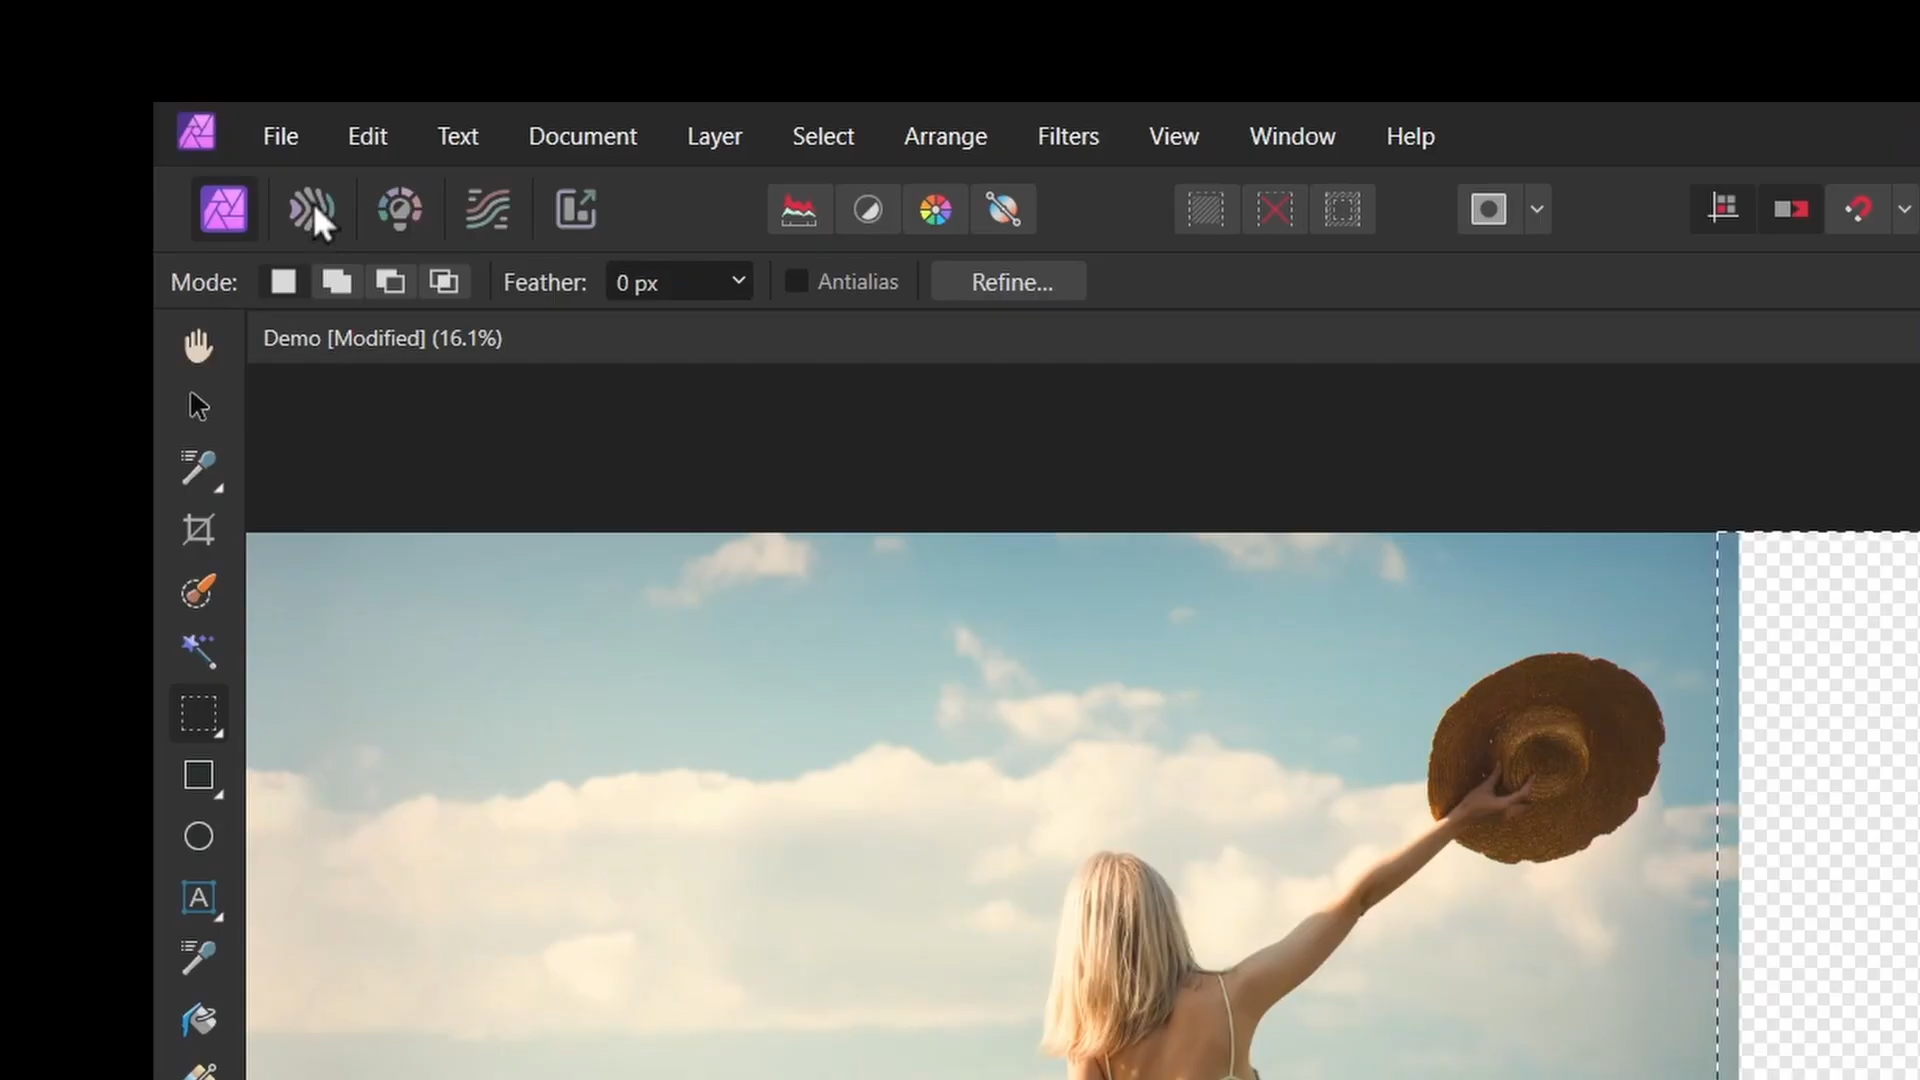 File Edit Text Document Layer Select Arrange Filters View Window Help
Mode: Feather: 0 px Antialias Refine...
Demo [Modified] (16.1%)
A